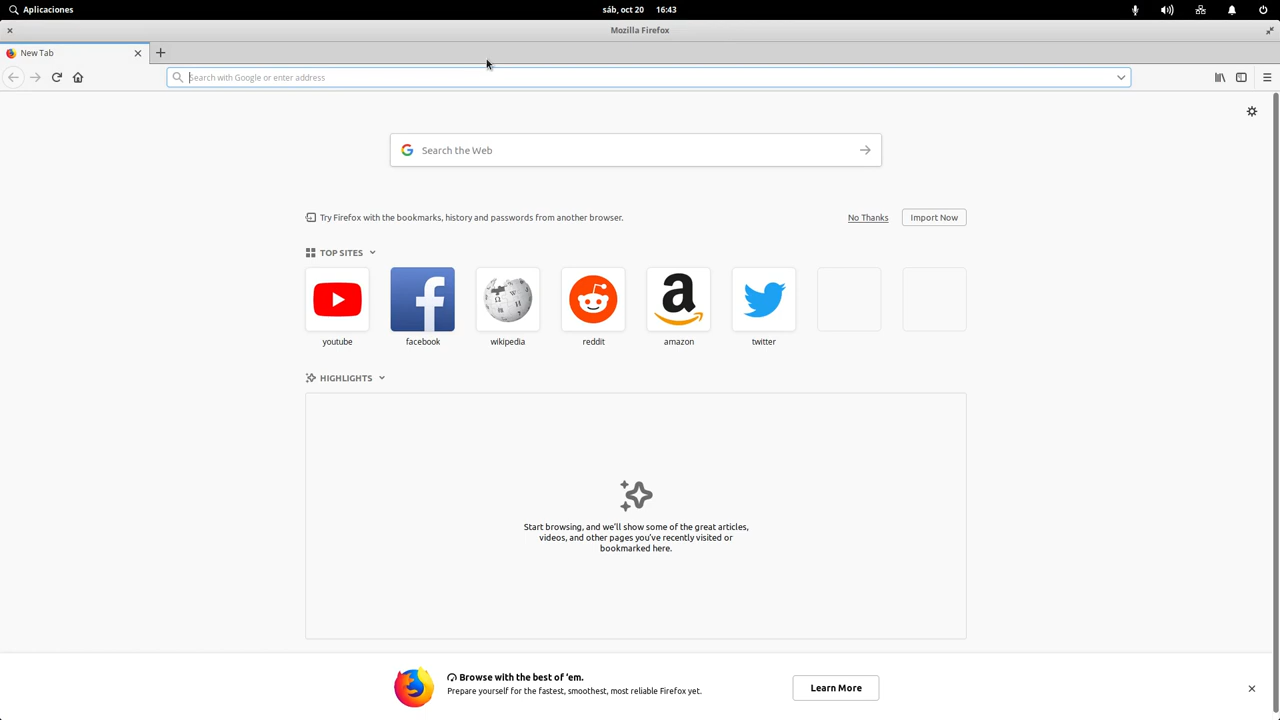 Aplicaciones
sáb, oct 20 16:43
Mozilla Firefox
New Tab
Search with Google or enter address
Search the Web
Try Firefox with the bookmarks, history and passwords from another browser.
No Thanks
Import Now
TOP SITES
youtube
facebook
wikipedia
reddit
amazon
twitter
HIGHLIGHTS
Start browsing, and we'll show some of the great articles,
videos, and other pages you've recently visited or
bookmarked here.
Browse with the best of 'em.
Prepare yourself for the fastest, smoothest, most reliable Firefox yet.
Learn More